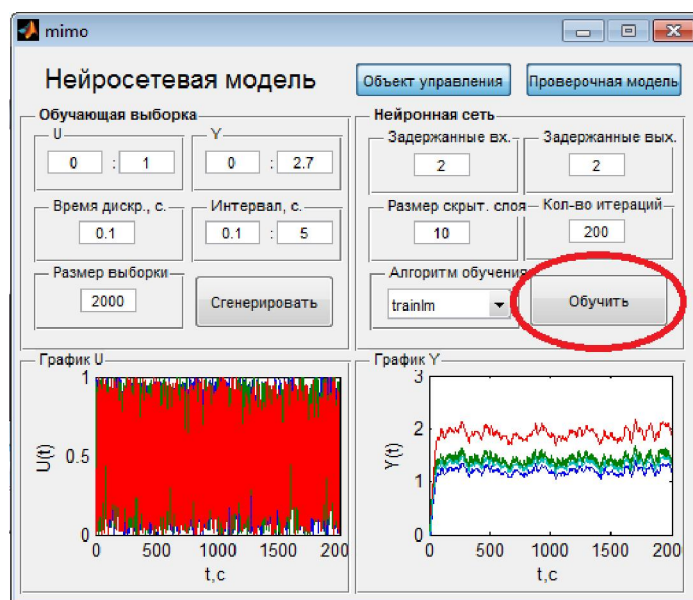 mimo
Нейросетевая модель
Объект управления
Проверочная модель
Обучающая выборка
U
0 : 1
Y
0 : 2.7
Время дискр., с.
0.1
Интервал, с.
0.1 : 5
Размер выборки
2000
Сгенерировать
Нейронная сеть
Задержанные вх.
2
Задержанные вых.
2
Размер скрыт. слоя
10
Кол-во итераций
200
Алгоритм обучения
trainlm
Обучить
График U
1
0.5
0
U(t)
0 500 1000 1500 200
t,c
График Y
3
2
1
0
Y(t)
0 500 1000 1500 200
t,c